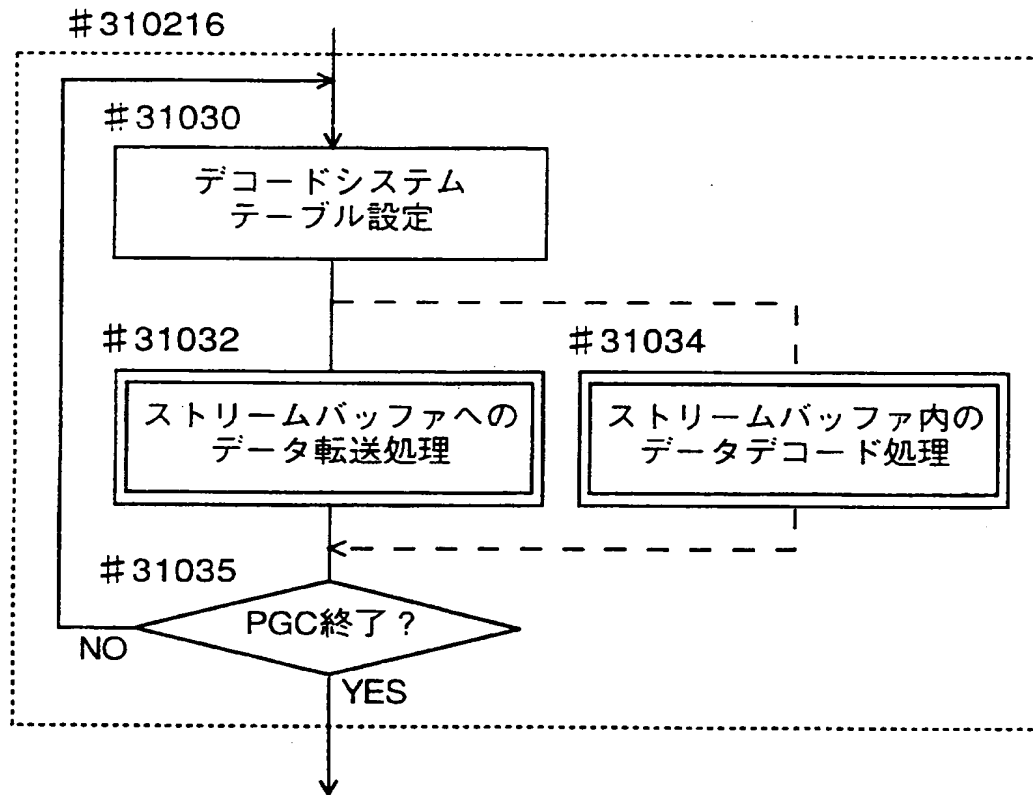 #310216
#31030
デコードシステム
テーブル設定
#31032
ストリームバッファへの
データ転送処理
#31034
ストリームバッファ内の
データデコード処理
#31035
PGC終了？
NO
YES